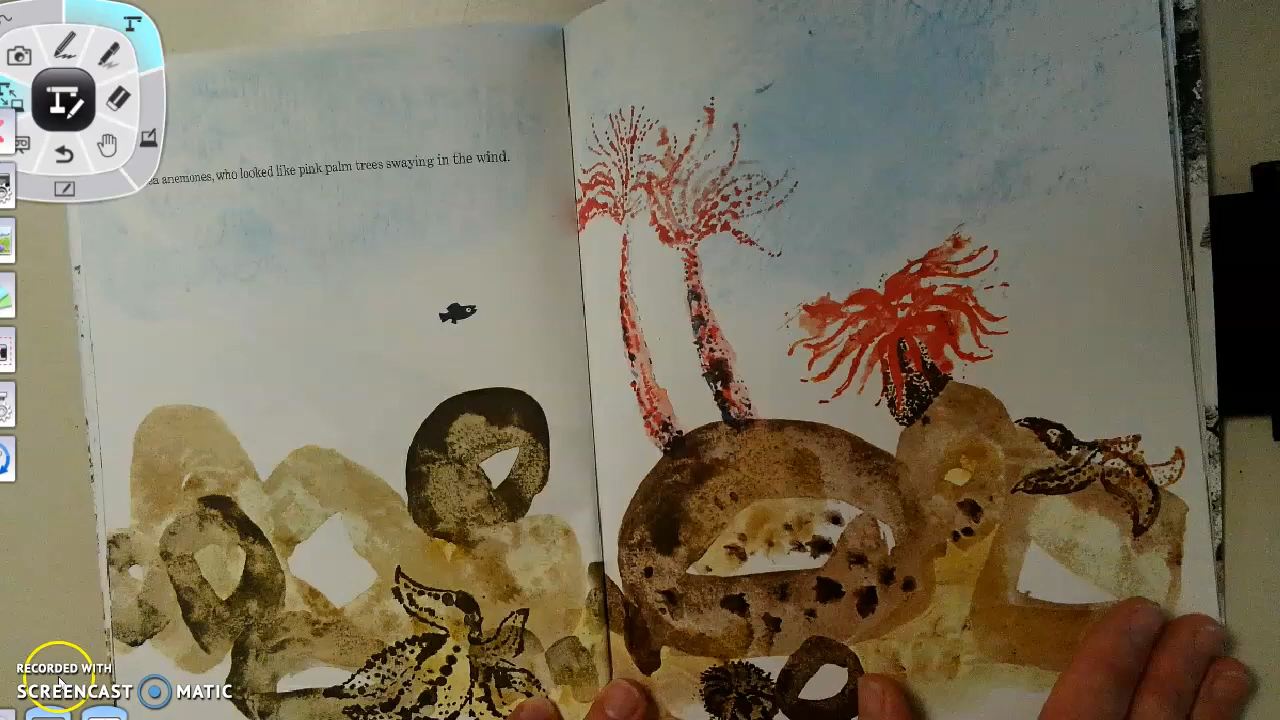 anemones, who looked like pink palm trees swaying in the wind.
RECORDED WITH
SCREENCAST MATIC